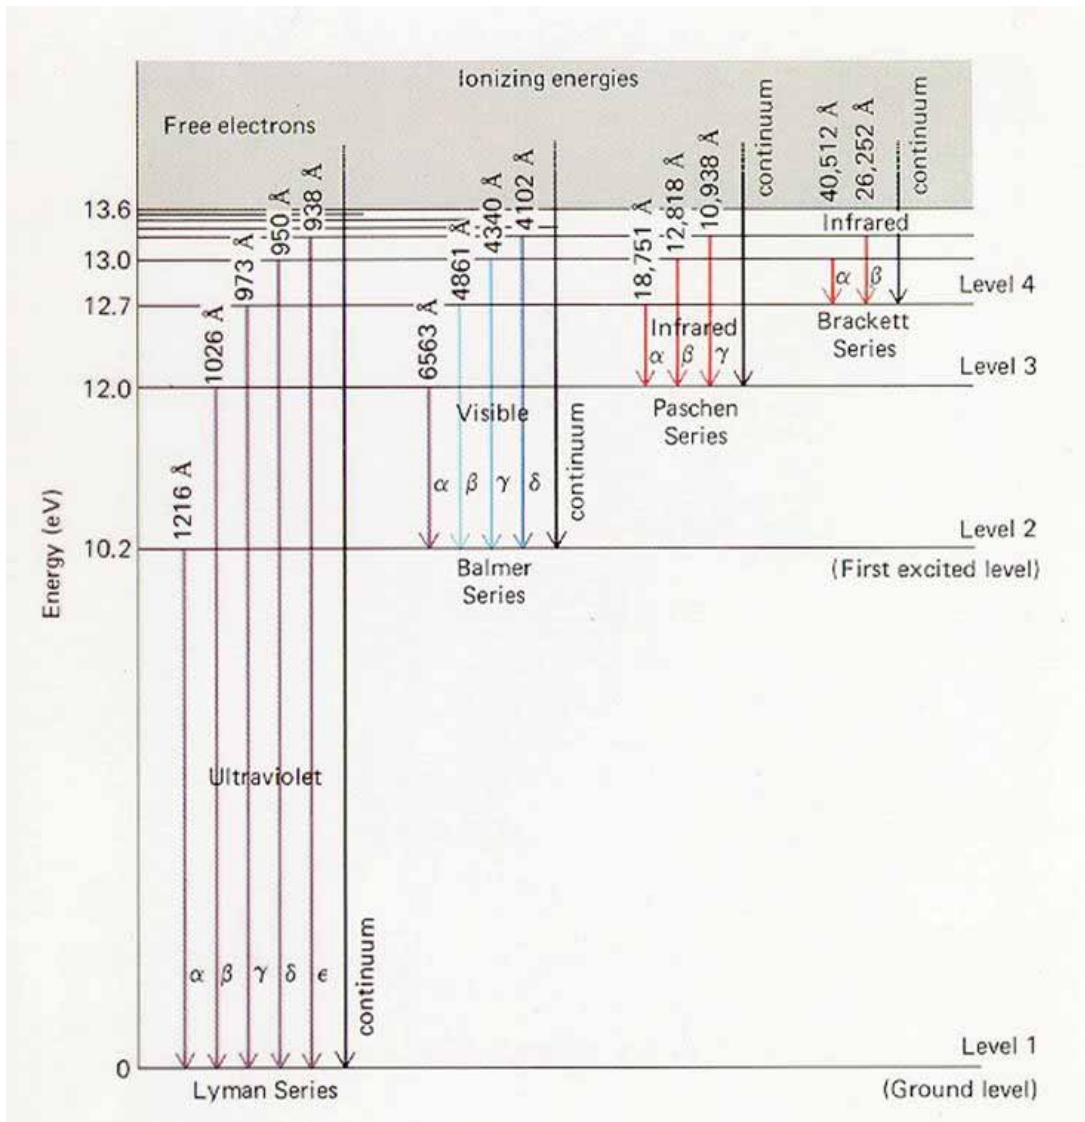 Ionizing energies
Free electrons
continuum
continuum
40,512 Å
26,252 Å
18,751 Å
12,818 Å
10,938 Å
4861 Å
4340 Å
4102 Å
973 Å
950 Å
938 Å
13.6
Infrared
13.0
α β
Level 4
12.7
Brackett
Series
1026 Å
6563 Å
Infrared
α β γ
Level 3
12.0
Paschen
Series
Visible
continuum
1216 Å
α β γ δ
Energy (eV)
10.2
Level 2
(First excited level)
Balmer
Series
Ultraviolet
α β γ δ ϵ
continuum
0
Level 1
Lyman Series
(Ground level)